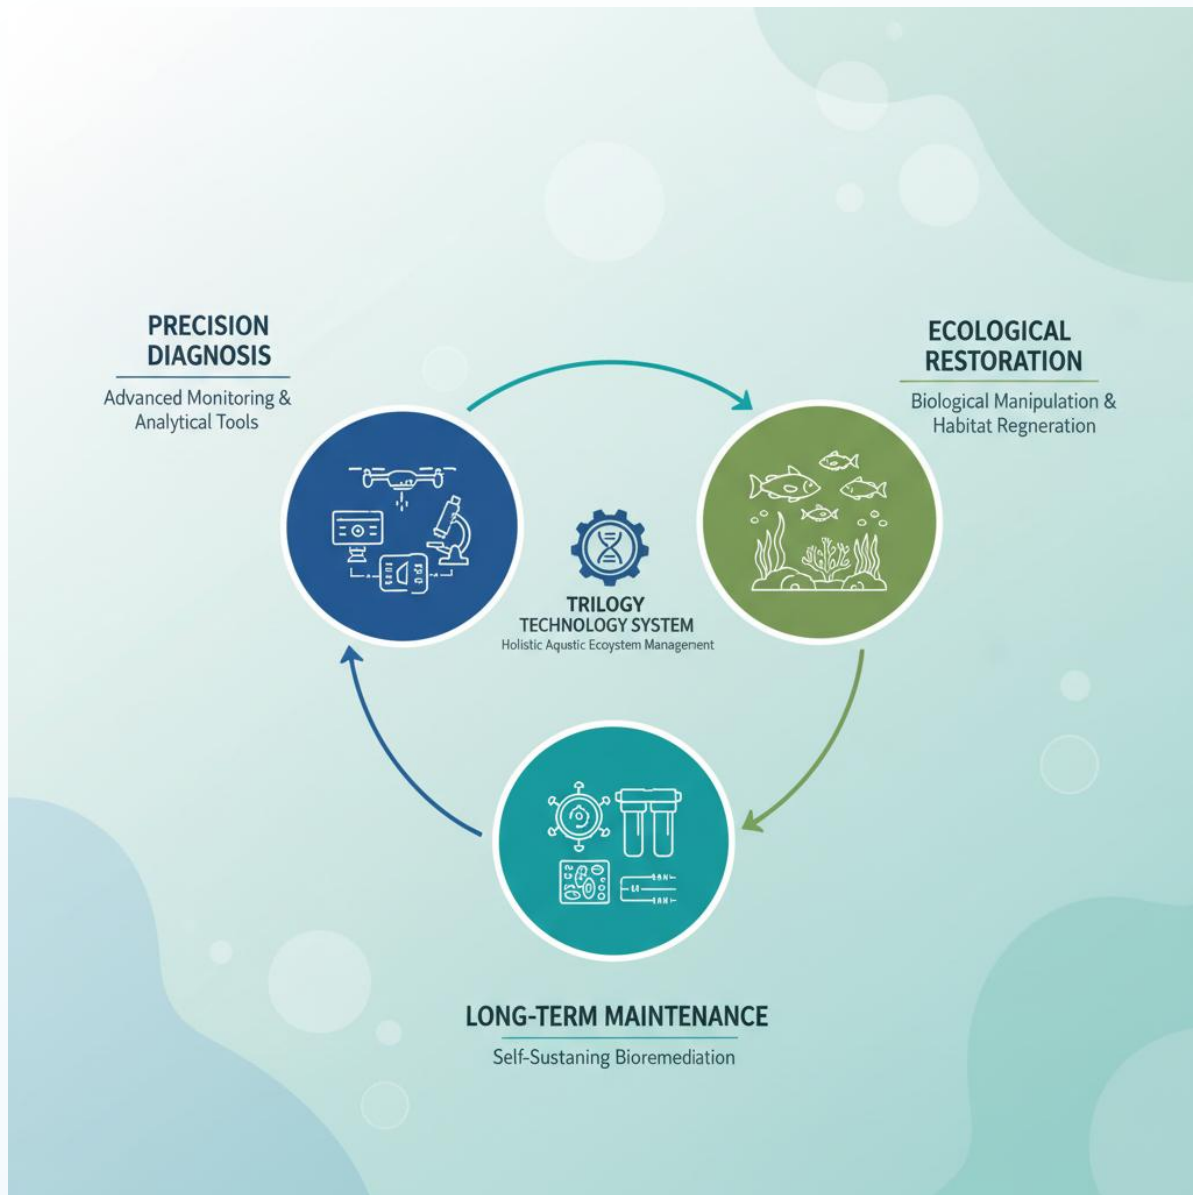 PRECISION
DIAGNOSIS
Advanced Monitoring &
Analytical Tools
ECOLOGICAL
RESTORATION
Biological Manipulation &
Habitat Regneration
TRILOGY
TECHNOLOGY SYSTEM
Holistic Aqustic Ecoystem Management
LONG-TERM MAINTENANCE
Self-Sustaning Bioremediation